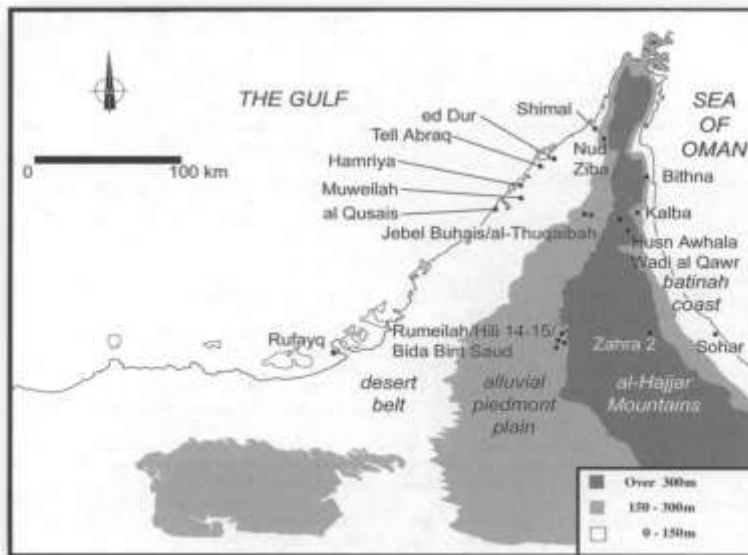 THE GULF
SEA
OF
OMAN
ed Dur
Shimal
Tell Abraq
Nud
Ziba
Hamriya
Bithna
Muweilah
al Qusais
Kalba
Jebel Buhais/al-Thuqaibah
Husn Awhala
Wadi al Qawr
batinah
coast
0
100 km
Rufayq
Rumeilah/Hili 14-15/
Bida Bint Saud
Zahra 2
Sohar
desert
belt
alluvial
piedmont
plain
al-Hajjar
Mountains
Over 300m
150 - 300m
0 - 150m